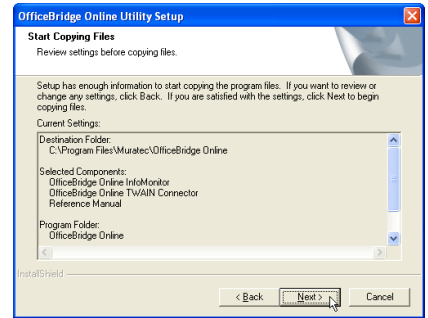 OfficeBridge Online Utility Setup
Start Copying Files
Review settings before copying files.
Setup has enough information to start copying the program files. If you want to review or
change any settings, click Back. If you are satisfied with the settings, click Next to begin
copying files.
Current Settings:
Destination Folder:
C:\Program Files\Muratec\OfficeBridge Online
Selected Components:
OfficeBridge Online InfoMonitor
OfficeBridge Online TWAIN Connector
Reference Manual
Program Folder:
OfficeBridge Online
InstallShield
< Back
Next >
Cancel